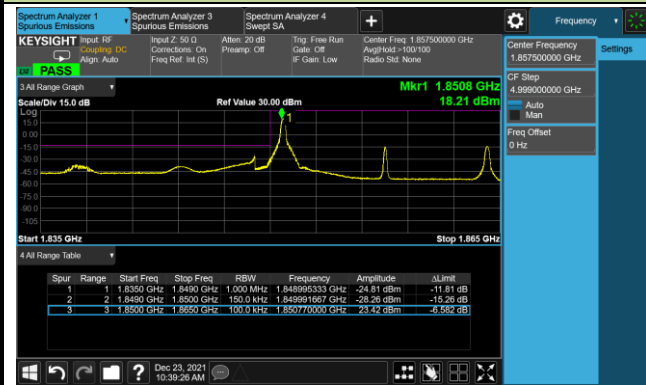 Spectrum Analyzer 1
Spurious Emissions
Spectrum Analyzer 3
Spurious Emissions
Spectrum Analyzer 4
Swept SA
Frequency
KEYSIGHT
Input: RF
Coupling: DC
Align: Auto
Input Z: 50 Ω
Corrections: On
Freq Ref: Int (S)
Atten: 20 dB
Preamp: Off
Trig: Free Run
Gate: Off
IF Gain: Low
Center Freq: 1.857500000 GHz
Avg|Hold:>100/100
Radio Std: None
PASS
Center Frequency
1.857500000 GHz
Settings
CF Step
4.999000000 GHz
Auto
Man
Freq Offset
0 Hz
3 All Range Graph
Mkr1 1.8508 GHz
Scale/Div 15.0 dB
Ref Value 30.00 dBm
18.21 dBm
Log
15.0
0.00
-15.0
-30.0
-45.0
-60.0
-75.0
-90.0
-105
1
Start 1.835 GHz
Stop 1.865 GHz
4 All Range Table
Spur Range Start Freq Stop Freq RBW Frequency Amplitude ΔLimit
1 1 1.8350 GHz 1.8490 GHz 1.000 MHz 1.848995333 GHz -24.81 dBm -11.81 dB
2 2 1.8490 GHz 1.8500 GHz 150.0 kHz 1.849991667 GHz -28.26 dBm -15.26 dB
3 3 1.8500 GHz 1.8650 GHz 100.0 kHz 1.850770000 GHz 23.42 dBm -6.582 dB
Dec 23, 2021
10:39:26 AM